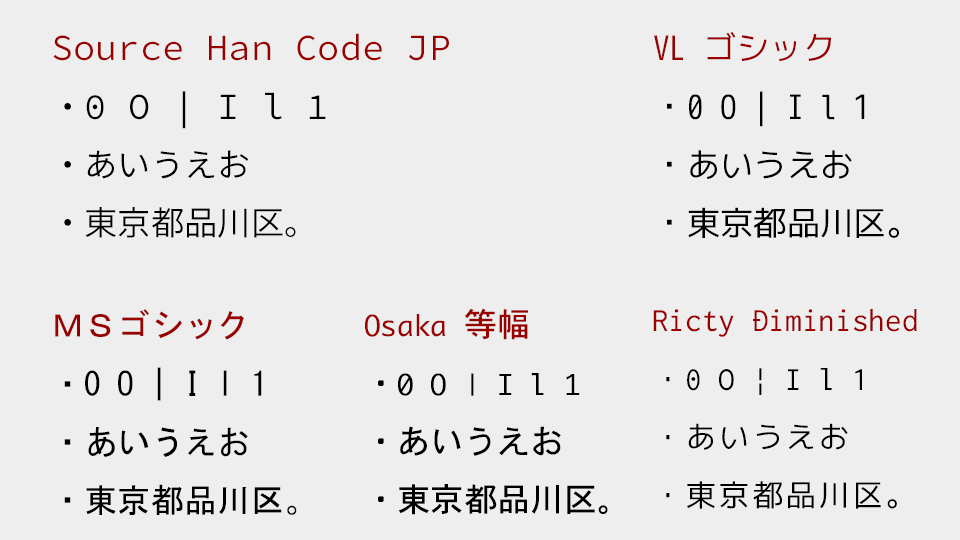 Source Han Code JP
・0 O | I l 1
・あいうえお
・東京都品川区。
VL ゴシック
・0 O | I l 1
・あいうえお
・東京都品川区。
MSゴシック
・0 O | I l 1
・あいうえお
・東京都品川区。
Osaka 等幅
・0 O | I l 1
・あいうえお
・東京都品川区。
Ricty Diminished
・0 O ¦ I l 1
・あいうえお
・東京都品川区。